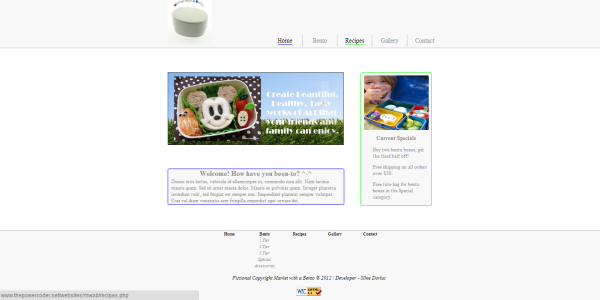 Home Bento Recipes Gallery Contact
Create Beautiful,
Healthy, Tasty
works of Art that
your friends and
family can enjoy.
Current Specials
Buy two bento boxes, get
the third half off!
Free shipping on all orders
over $50.
Free tote bag for bento
boxes in the Special
category.
Welcome! How have you been-to? ^.^
Donec eros lectus, vehicula id ullamcorper in, commodo non elit. Nam lacinia
mauris quam. Sed sit amet massa dolor. Mauris eu pulvinar quam. Integer pharetra
interdum velit, sed feugiat est semper non. Suspendisse placerat semper volutpat.
Cras vel diam venenatis sem fringilla imperdiet eget ornare dui.
Home Bento Recipes Gallery Contact
1 Tier
2 Tier
3 Tier
Special
Accessories
Fictional Copyright Market with a Bento ® 2012 | Developer -
W3C
www.thepowercoder.net/websites/mwab/recipes.php